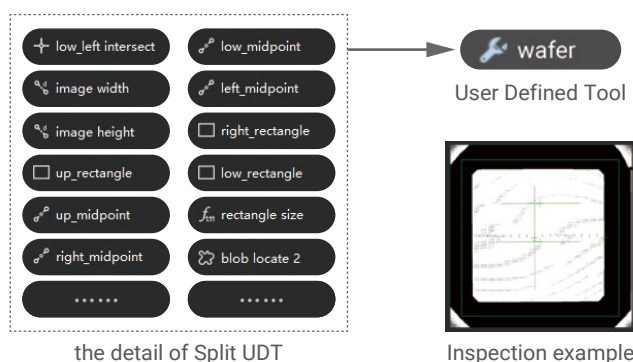 low_left intersect
low_midpoint
image width
left_midpoint
image height
right_rectangle
up_rectangle
low_rectangle
up_midpoint
rectangle size
right_midpoint
blob locate 2
......
......
the detail of Split UDT
wafer
User Defined Tool
Inspection example